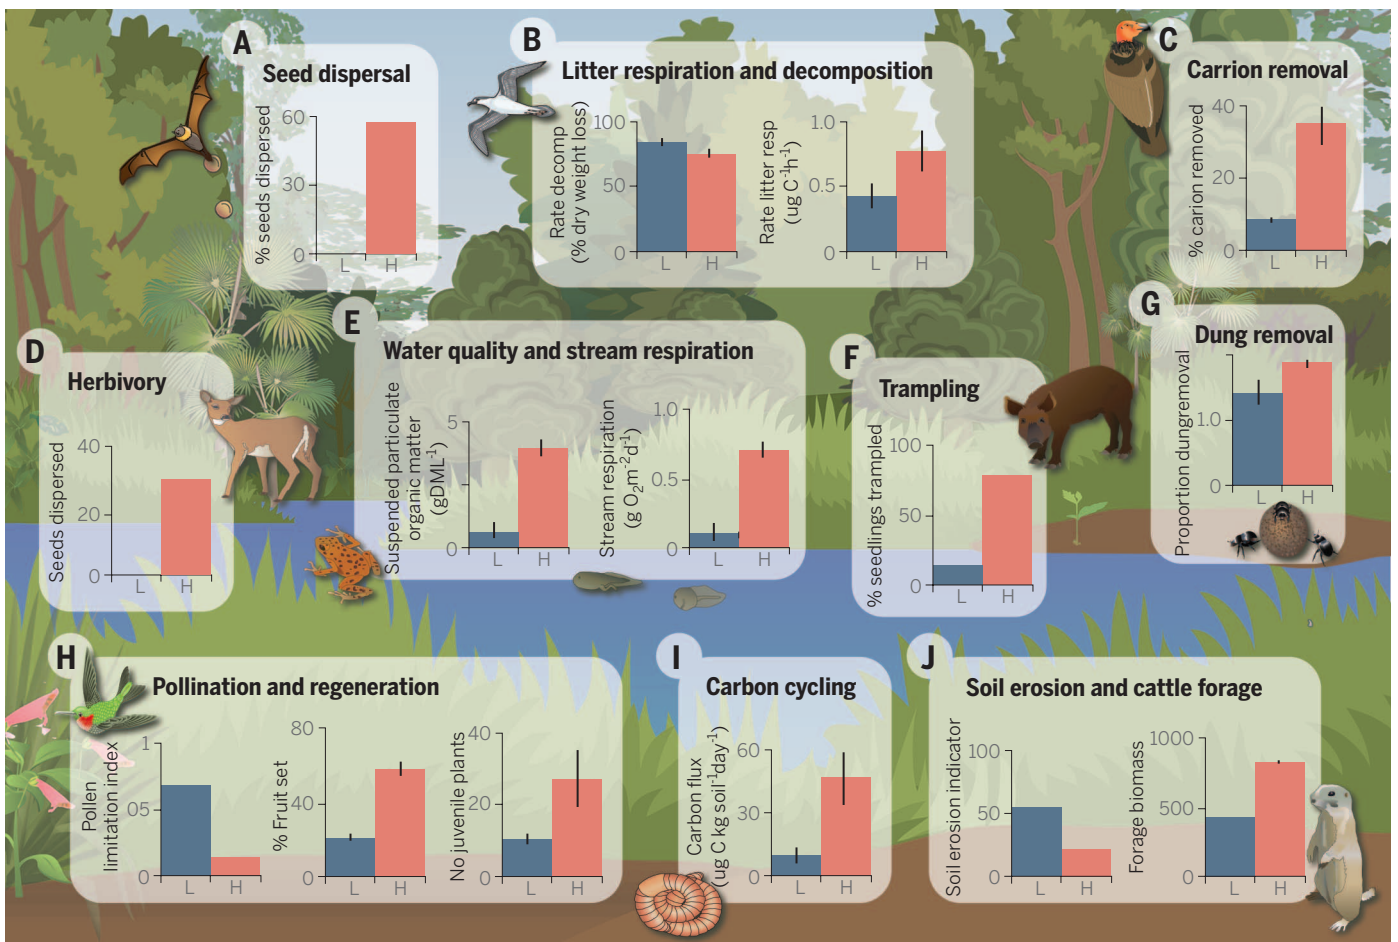 A
Seed dispersal
% seeds dispersed
60
30
0
L H
B
Litter respiration and decomposition
Rate decomp
(% dry weight loss)
100
50
0
L H
Rate litter resp
(ug C⁻¹h⁻¹)
1.0
0.5
0
L H
C
Carrion removal
% carion removed
40
20
0
L H
D
Herbivory
Seeds dispersed
40
20
0
L H
E
Water quality and stream respiration
Suspended particulate
organic matter
(gDML⁻¹)
5
0
L H
Stream respiration
(g O₂m⁻²d⁻¹)
1.0
0.5
0
L H
F
Trampling
% seedlings trampled
100
50
0
L H
G
Dung removal
Proportion dungremoval
1.0
0
L H
H
Pollination and regeneration
Pollen
limitation index
1
05
0
L H
% Fruit set
80
40
0
L H
No juvenile plants
40
20
0
L H
I
Carbon cycling
Carbon flux
(ug C kg soil⁻¹day⁻¹)
60
30
0
L H
J
Soil erosion and cattle forage
Soil erosion indicator
100
50
0
L H
Forage biomass
1000
500
0
L H